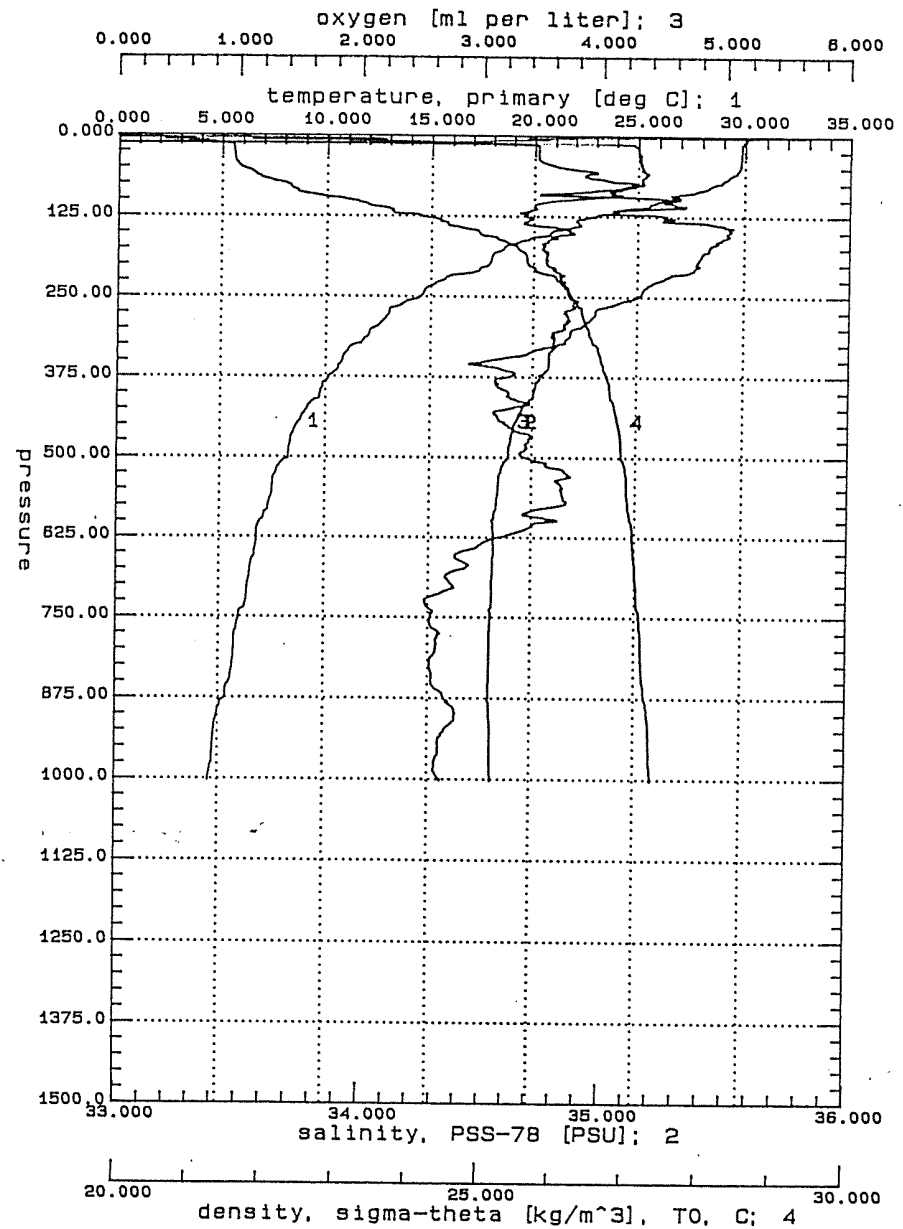 oxygen [ml per liter]; 3
0.000 1.000 2.000 3.000 4.000 5.000 6.000
temperature, primary [deg C]; 1
0.000 5.000 10.000 15.000 20.000 25.000 30.000 35.000
0.000
125.00
250.00
375.00
1 3 2 4
500.00
pressure
625.00
750.00
875.00
1000.0
1125.0
1250.0
1375.0
1500.0
33.000 34.000 35.000 36.000
salinity, PSS-78 [PSU]; 2
20.000 25.000 30.000
density, sigma-theta [kg/m^3], T0, C; 4